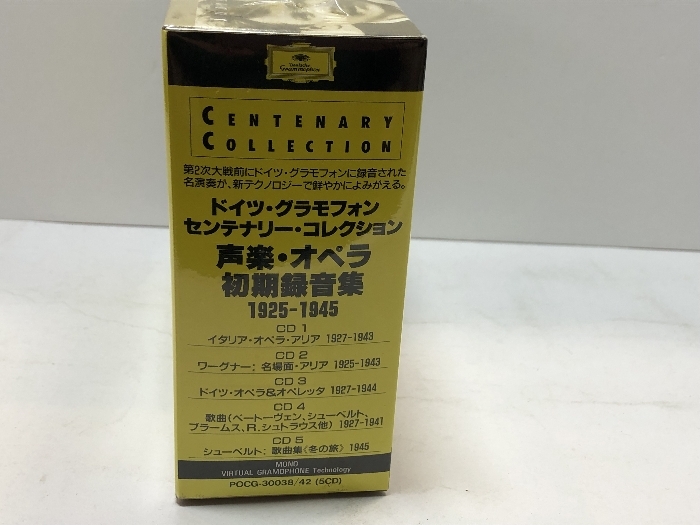 Deutsche
Grammophon
CENTENARY
COLLECTION
第2次大戦前にドイツ・グラモフォンに録音された
名演奏が、新テクノロジーで鮮やかによみがえる。
ドイツ・グラモフォン
センテナリー・コレクション
声楽・オペラ
初期録音集
1925-1945
CD 1
イタリア・オペラ・アリア 1927-1943
CD 2
ワーグナー: 名場面・アリア 1925-1943
CD 3
ドイツ・オペラ&オペレッタ 1927-1944
CD 4
歌曲(ベートーヴェン、シューベルト、
ブラームス、R.シュトラウス他) 1927-1941
CD 5
シューベルト: 歌曲集《冬の旅》 1945
MONO
VIRTUAL GRAMOPHONE Technology
POCG-30038/42 (5CD)